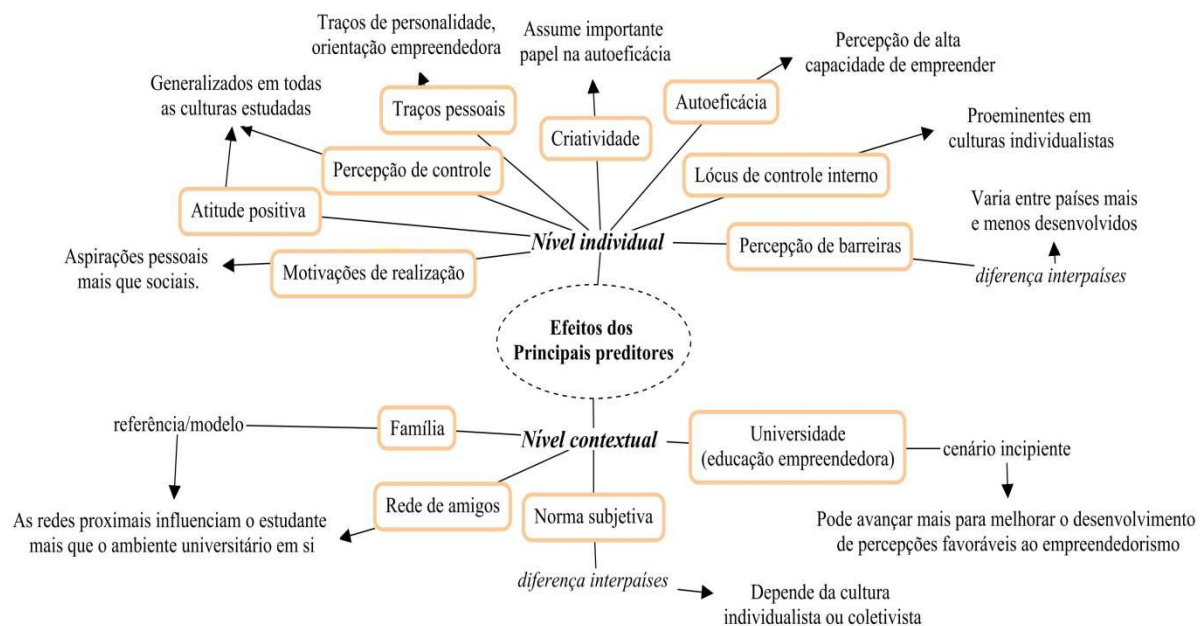 Traços de personalidade,
orientação empreendedora
Assume importante
papel na autoeficácia
Percepção de alta
capacidade de empreender
Generalizados em todas
as culturas estudadas
Traços pessoais
Criatividade
Autoeficácia
Proeminentes em
culturas individualistas
Percepção de controle
Lócus de controle interno
Atitude positiva
Varia entre países mais
e menos desenvolvidos
Nível individual
Percepção de barreiras
Aspirações pessoais
mais que sociais.
Motivações de realização
diferença interpaíses
Efeitos dos
Principais preditores
referência/modelo
Família
Nível contextual
Universidade
(educação empreendedora)
cenário incipiente
Rede de amigos
Norma subjetiva
As redes proximais influenciam o estudante
mais que o ambiente universitário em si
Pode avançar mais para melhorar o desenvolvimento
de percepções favoráveis ao empreendedorismo
diferença interpaíses
Depende da cultura
individualista ou coletivista